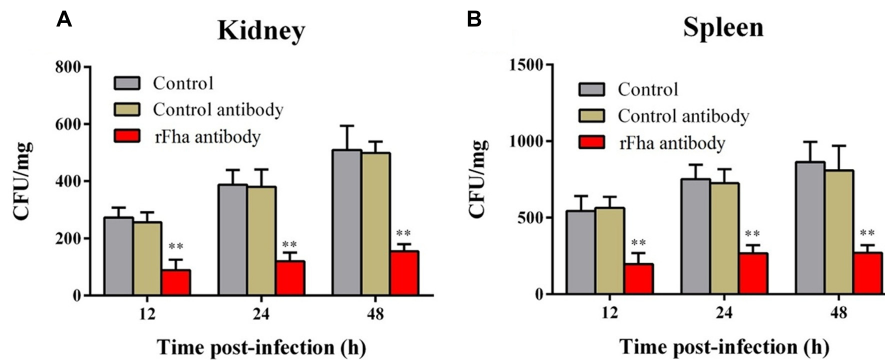 A
Kidney
800
600
400
200
0
CFU/mg
Control
Control antibody
rFha antibody
**
**
**
12
24
48
Time post-infection (h)
B
Spleen
1500
1000
500
0
CFU/mg
Control
Control antibody
rFha antibody
**
**
**
12
24
48
Time post-infection (h)